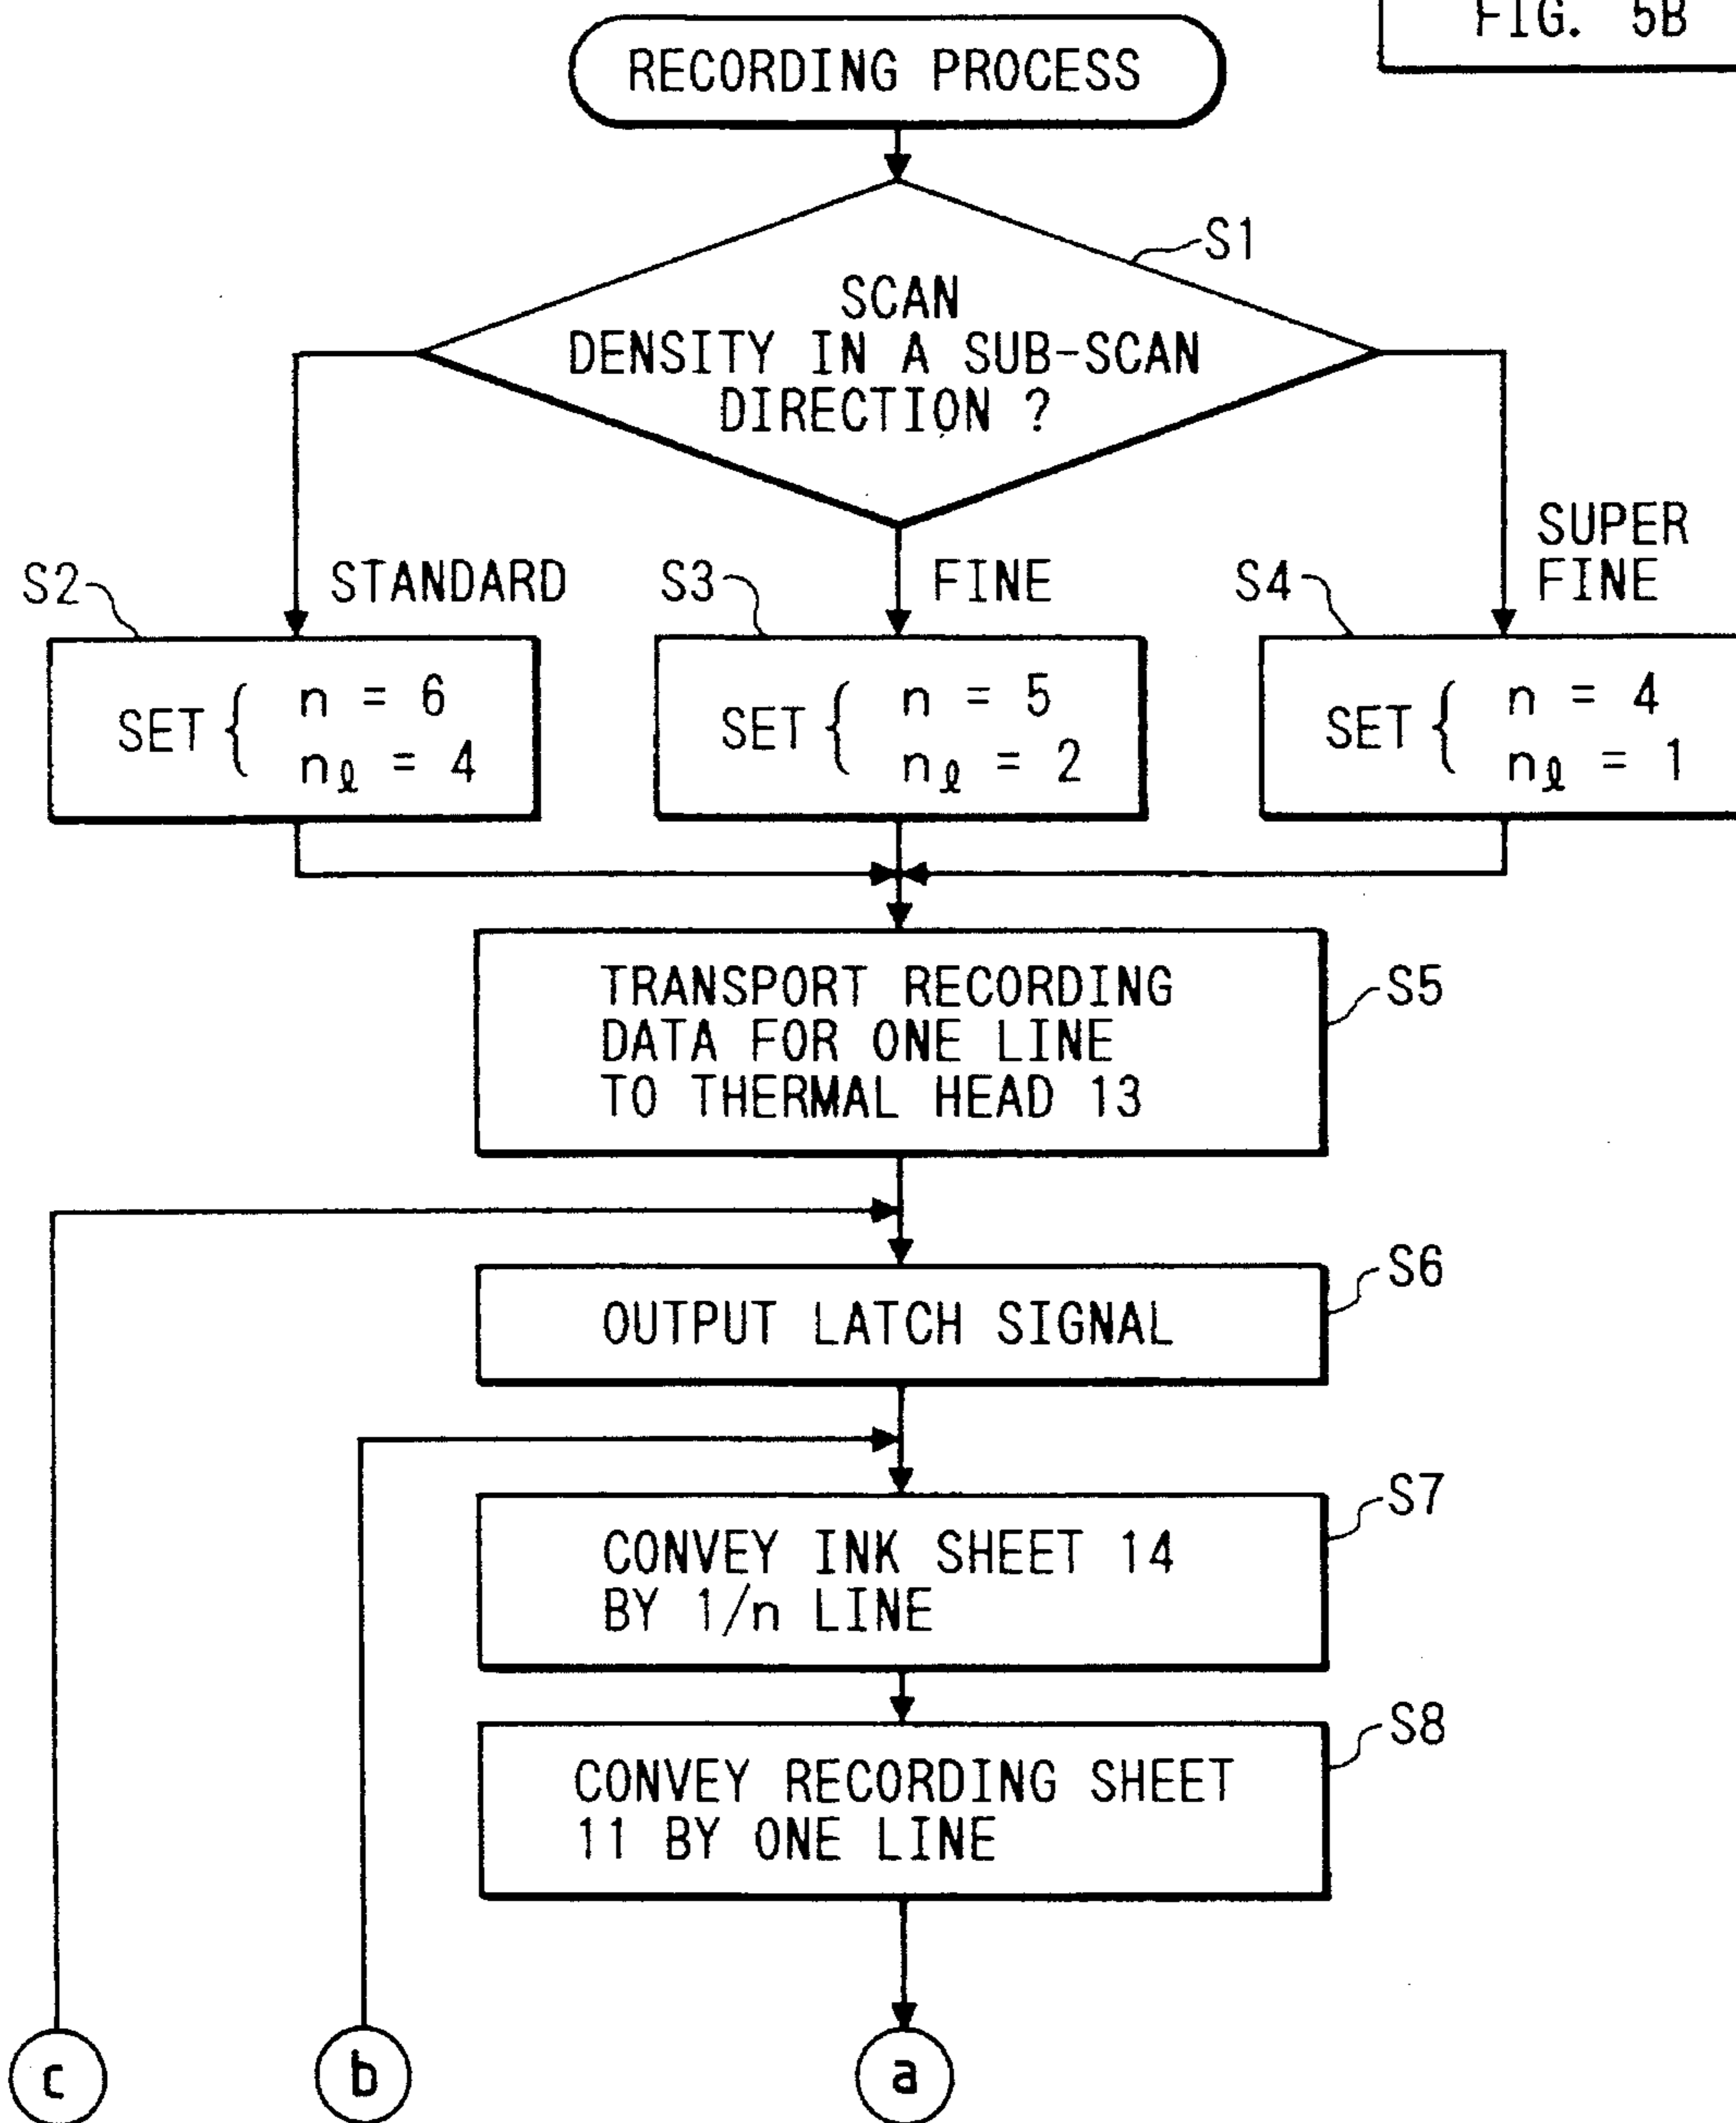 FIG. 5B
RECORDING PROCESS
S1
SCAN
DENSITY IN A SUB-SCAN
DIRECTION ?
S2
STANDARD
S3
FINE
S4
SUPER
FINE
SET { n = 6
nℓ = 4
SET { n = 5
nℓ = 2
SET { n = 4
nℓ = 1
TRANSPORT RECORDING
DATA FOR ONE LINE
TO THERMAL HEAD 13
S5
S6
OUTPUT LATCH SIGNAL
S7
CONVEY INK SHEET 14
BY 1/n LINE
S8
CONVEY RECORDING SHEET
11 BY ONE LINE
c
b
a